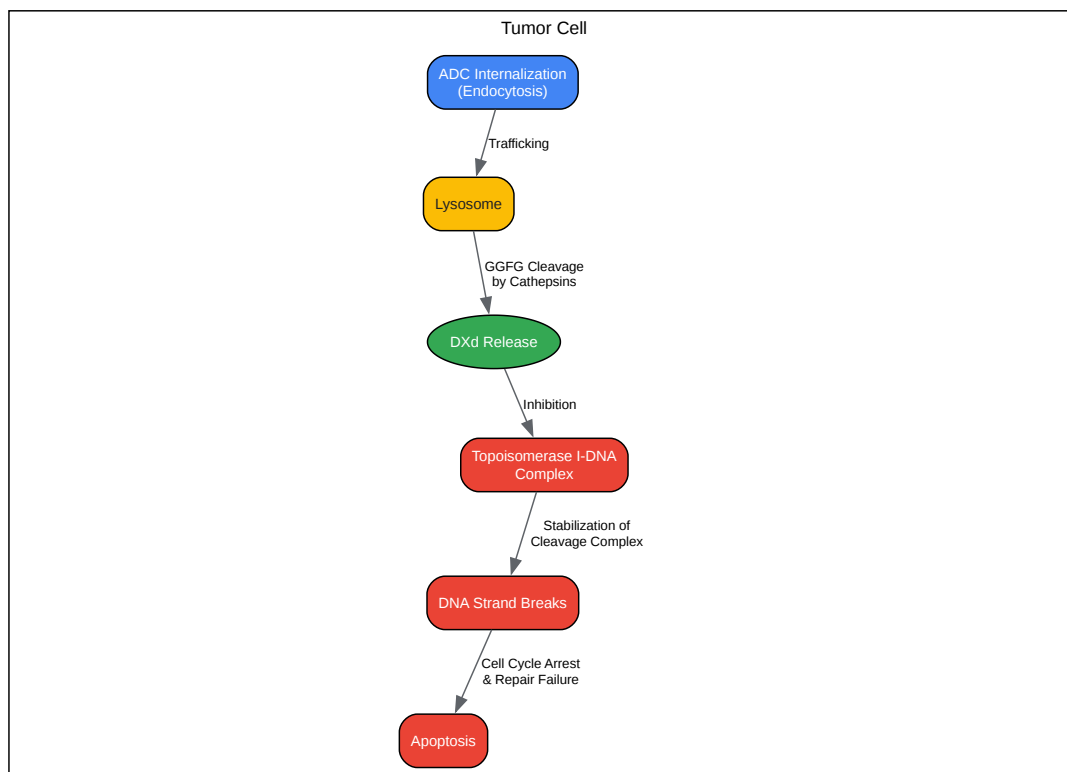 Tumor Cell
ADC Internalization
(Endocytosis)
Trafficking
Lysosome
GGFG Cleavage
by Cathepsins
DXd Release
Inhibition
Topoisomerase I-DNA
Complex
Stabilization of
Cleavage Complex
DNA Strand Breaks
Cell Cycle Arrest
& Repair Failure
Apoptosis